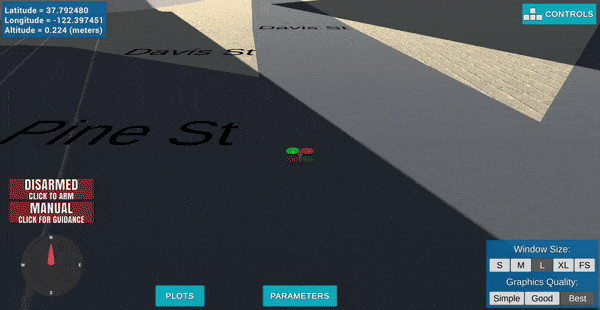 Latitude = 37.792480
Longitude = -122.397451
Altitude = 0.224 (meters)
CONTROLS
Davis St
Davis St
Pine St
DISARMED
CLICK TO ARM
MANUAL
CLICK FOR GUIDANCE
N
W
E
S
PLOTS
PARAMETERS
Window Size:
S M L XL FS
Graphics Quality:
Simple Good Best